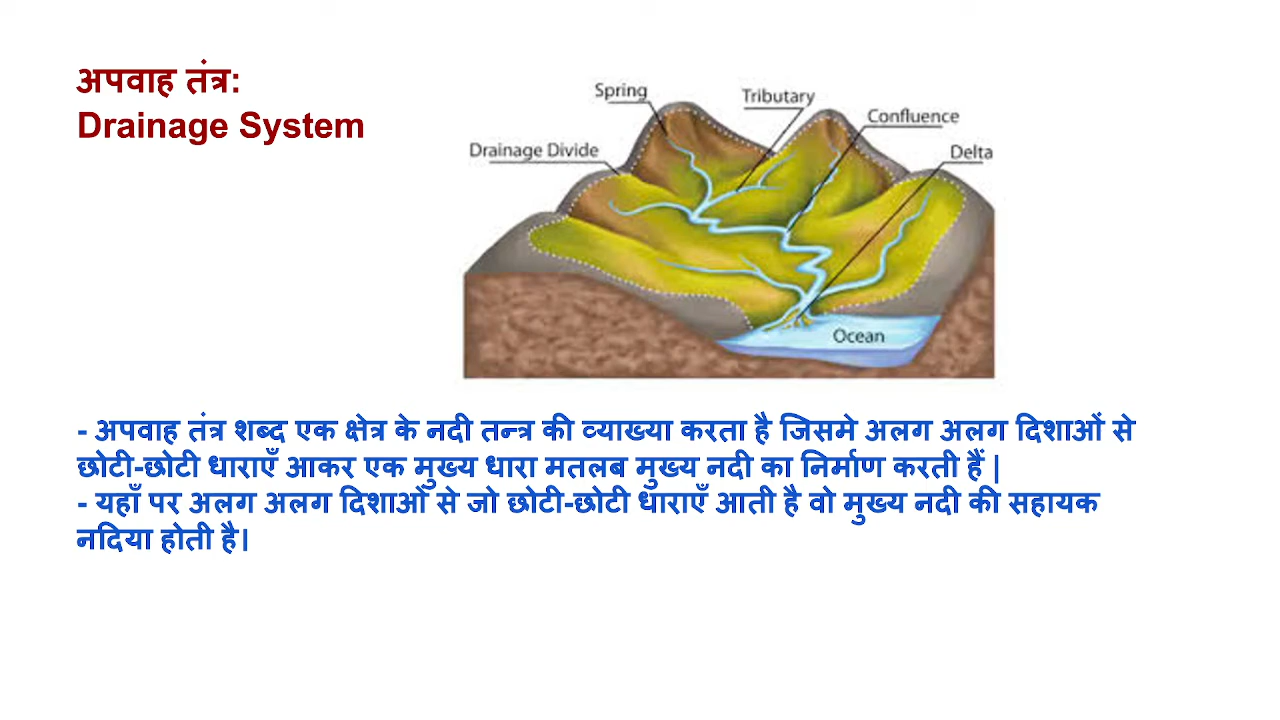 अपवाह तंत्र:
Drainage System
Spring
Tributary
Confluence
Drainage Divide
Delta
Ocean
- अपवाह तंत्र शब्द एक क्षेत्र के नदी तन्त्र की व्याख्या करता है जिसमे अलग अलग दिशाओं से
छोटी-छोटी धाराएँ आकर एक मुख्य धारा मतलब मुख्य नदी का निर्माण करती हैं |
- यहाँ पर अलग अलग दिशाओं से जो छोटी-छोटी धाराएँ आती है वो मुख्य नदी की सहायक
नदिया होती है।